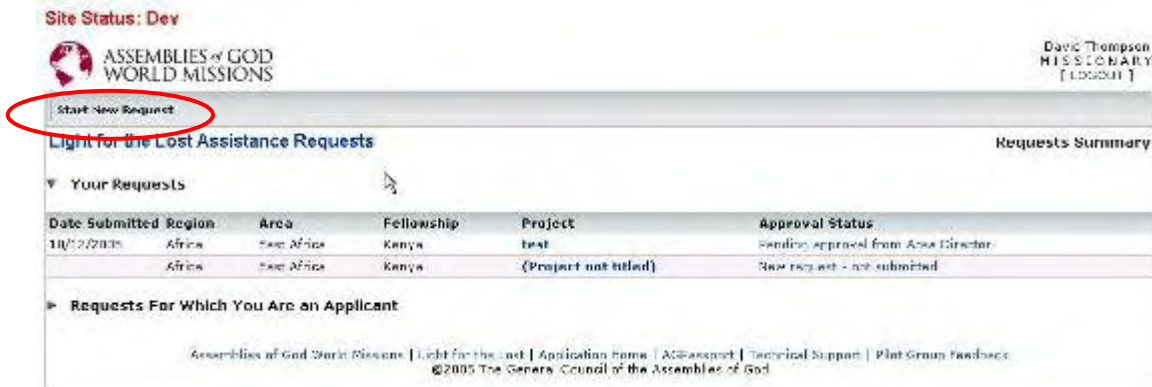 Site Status: Dev
ASSEMBLIES of GOD
WORLD MISSIONS
David Thompson
MISSIONARY
[ LOGOUT ]
Start New Request
Light for the Lost Assistance Requests
Requests Summary
Your Requests
Date Submitted Region Area Fellowship Project Approval Status
10/12/2005 Africa East Africa Kenya test Pending approval from Area Director
Africa East Africa Kenya (Project not titled) New request - not submitted
Requests For Which You Are an Applicant
Assemblies of God World Missions | Light for the Lost | Application Home | AGPassport | Technical Support | Pilot Group Feedback
©2005 The General Council of the Assemblies of God